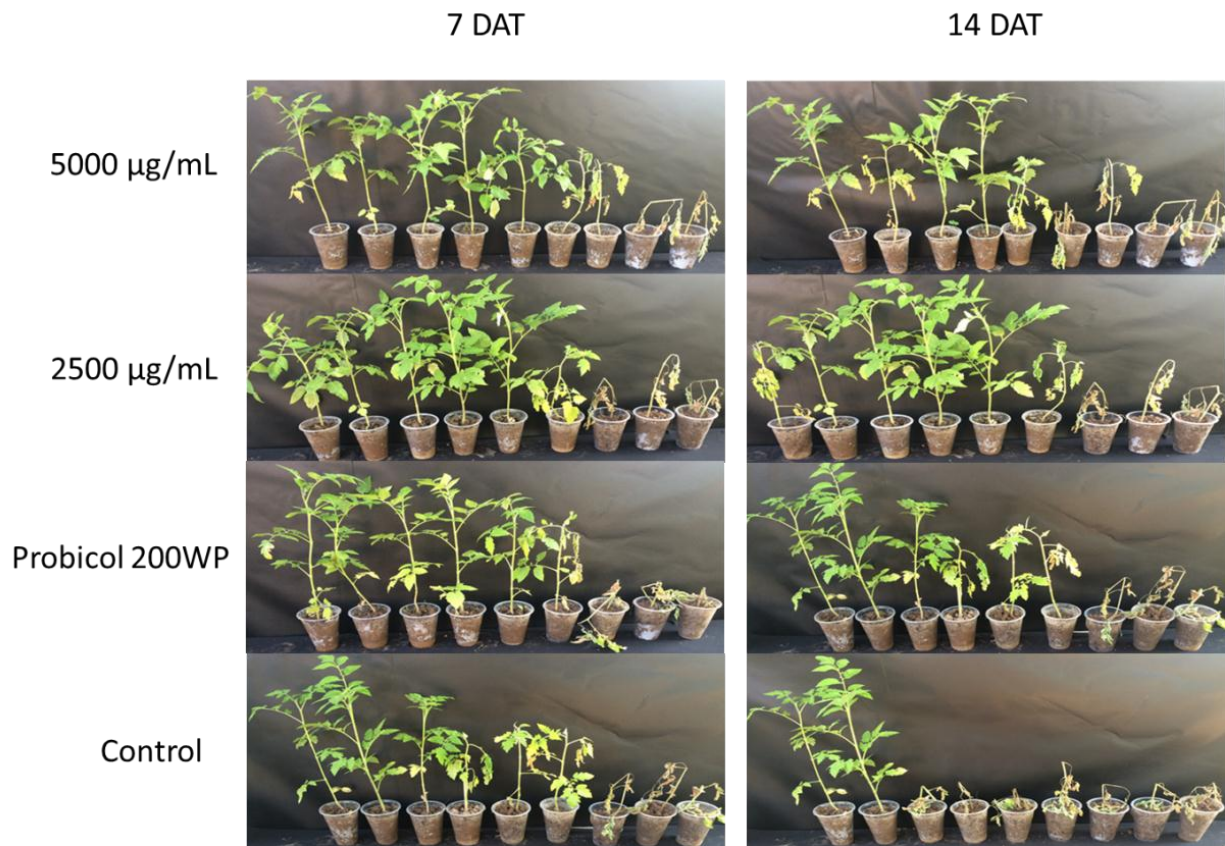 7 DAT
14 DAT
5000 µg/mL
2500 µg/mL
Probicol 200WP
Control